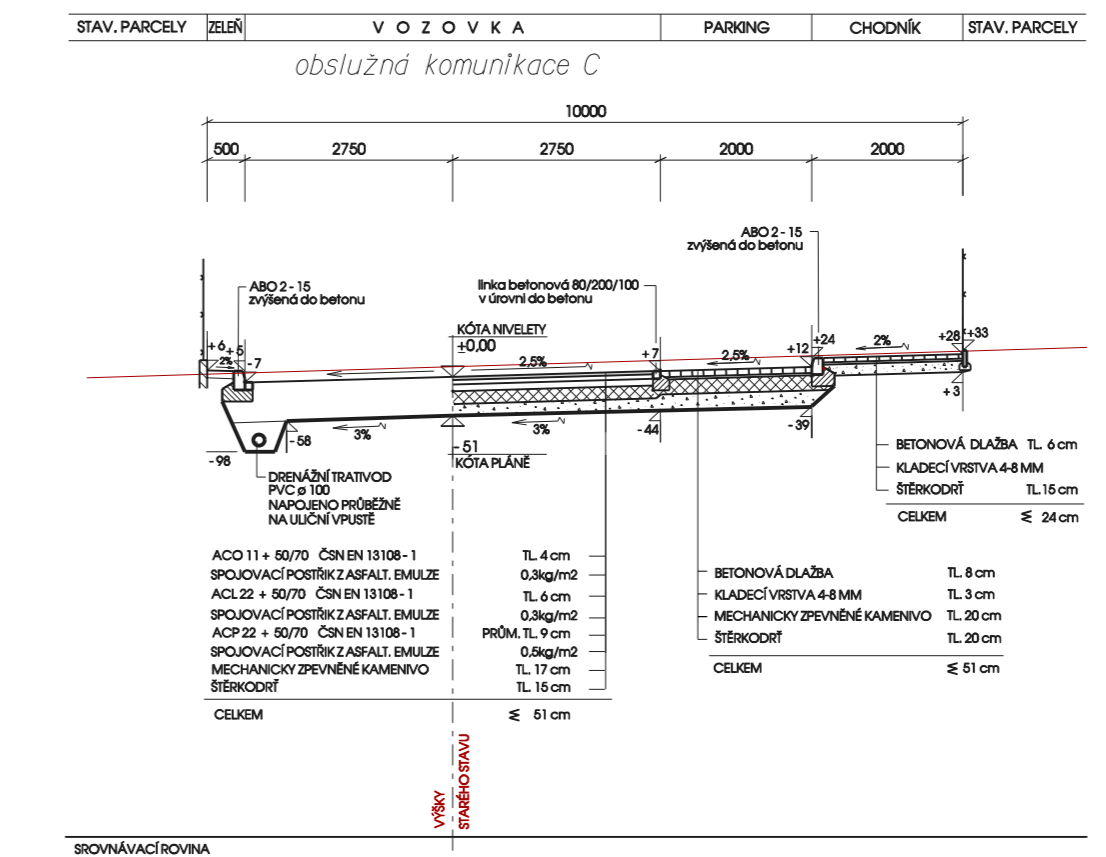 STAV. PARCELY ZELEŇ VOZOVKA PARKING CHODNÍK STAV. PARCELY
obslužná komunikace C
10000
500 2750 2750 2000 2000
ABO 2 - 15
zvýšená do betonu
ABO 2 - 15
zvýšená do betonu
linka betonová 80/200/100
v úrovni do betonu
KÓTA NIVELETY
±0,00
+6 2% +5 -7 2,5% +7 2,5% +12 +24 2% +28 +33
+3
-58 3% 3% -44 -39
-98
-51
KÓTA PLÁNĚ
DRENÁŽNÍ TRATIVOD
PVC ø 100
NAPOJENO PRŮBĚŽNĚ
NA ULIČNÍ VPUSTĚ
BETONOVÁ DLAŽBA TL. 6 cm
KLADECÍ VRSTVA 4-8 MM
ŠTĚRKODRŤ TL.15 cm
CELKEM ≤ 24 cm
ACO 11 + 50/70 ČSN EN 13108 - 1 TL. 4 cm
SPOJOVACÍ POSTŘIK Z ASFALT. EMULZE 0,3kg/m2
ACL 22 + 50/70 ČSN EN 13108 - 1 TL. 6 cm
SPOJOVACÍ POSTŘIK Z ASFALT. EMULZE 0,3kg/m2
ACP 22 + 50/70 ČSN EN 13108 - 1 PRŮM. TL. 9 cm
SPOJOVACÍ POSTŘIK Z ASFALT. EMULZE 0,5kg/m2
MECHANICKY ZPEVNĚNÉ KAMENIVO TL. 17 cm
ŠTĚRKODRŤ TL. 15 cm
CELKEM ≤ 51 cm
BETONOVÁ DLAŽBA TL. 8 cm
KLADECÍ VRSTVA 4-8 MM TL. 3 cm
MECHANICKY ZPEVNĚNÉ KAMENIVO TL. 20 cm
ŠTĚRKODRŤ TL. 20 cm
CELKEM ≤ 51 cm
VÝŠKY
STARÉHO STAVU
SROVNÁVACÍ ROVINA